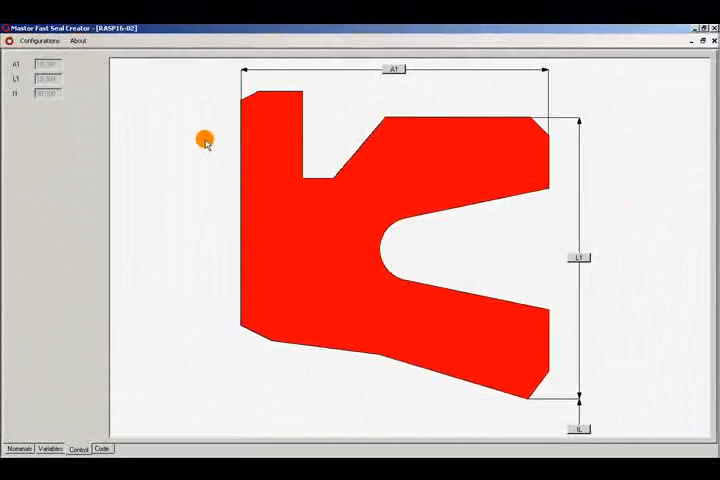 Master Fast Seal Creator - [RASP16-02]
Configurations About
A1
L1
A1
L1
IL
Nominals Variables Control Code